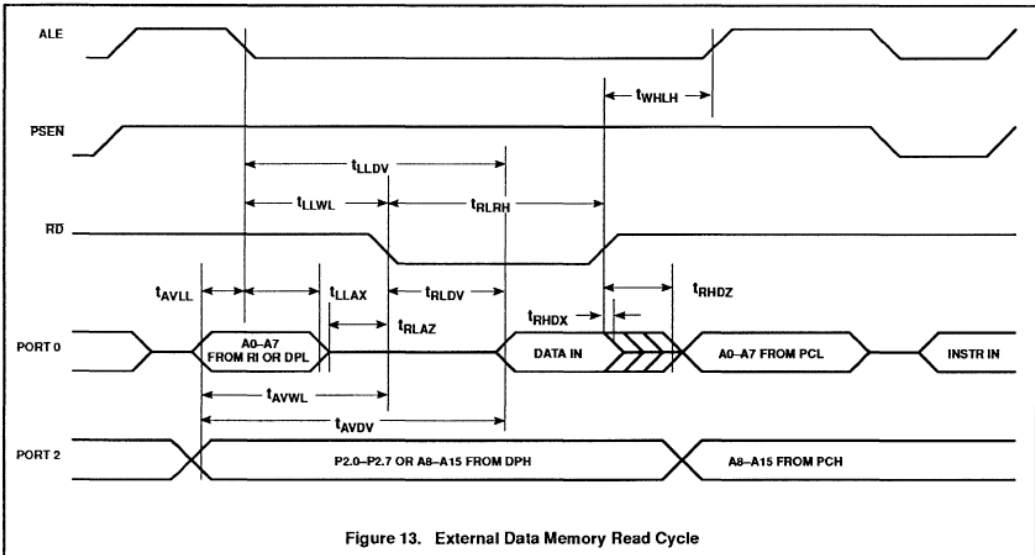 ALE
tWHLH
PSEN
tLLDV
tLLWL
tRLRH
RD
tAVLL
tLLAX
tRLDV
tRHDZ
tRLAZ
tRHDX
PORT 0
A0–A7
FROM RI OR DPL
DATA IN
A0–A7 FROM PCL
INSTR IN
tAVWL
tAVDV
PORT 2
P2.0–P2.7 OR A8–A15 FROM DPH
A8–A15 FROM PCH
Figure 13. External Data Memory Read Cycle